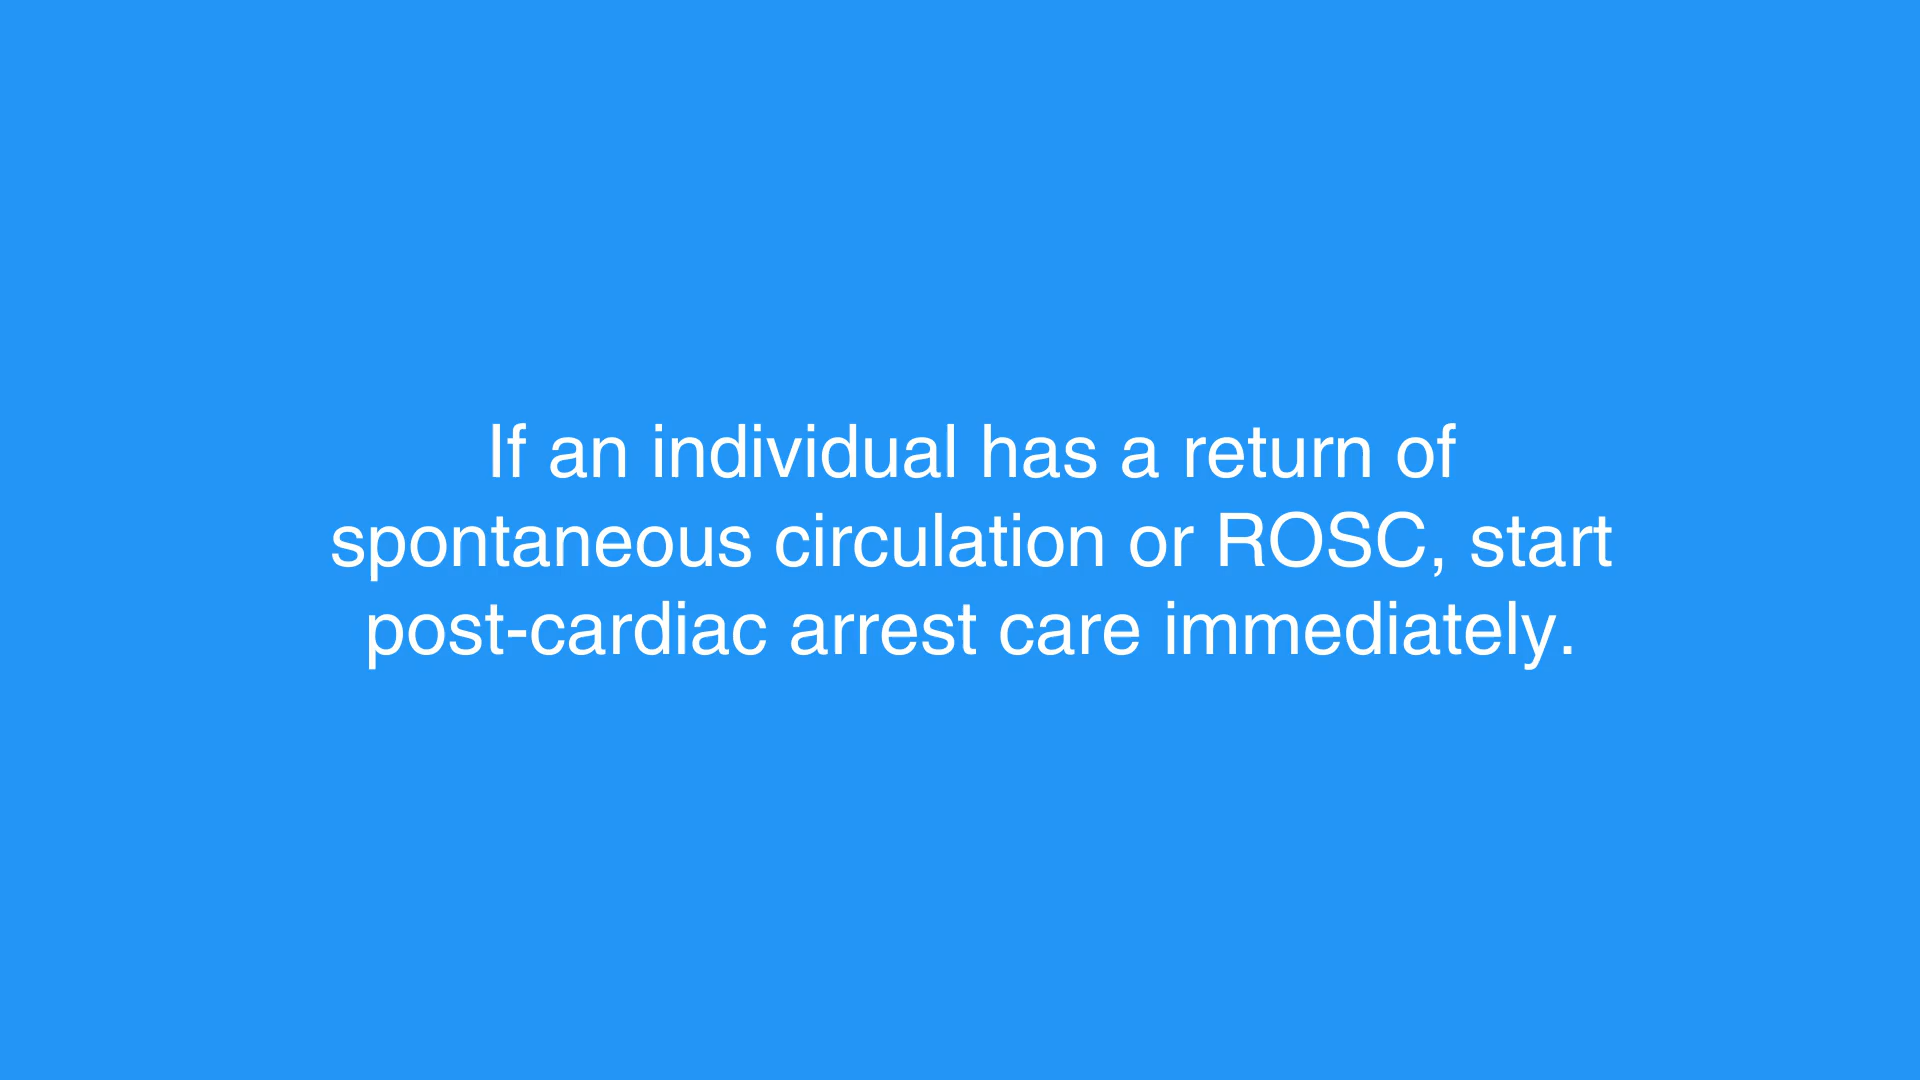 If an individual has a return of
spontaneous circulation or ROSC, start
post-cardiac arrest care immediately.